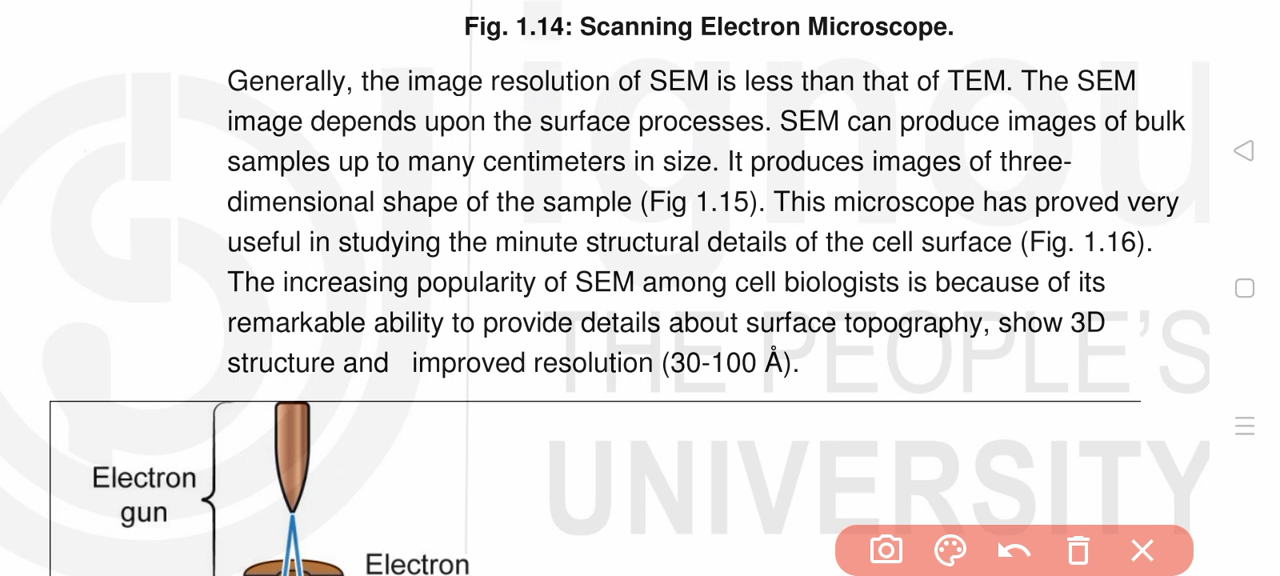 Fig. 1.14: Scanning Electron Microscope.
Generally, the image resolution of SEM is less than that of TEM. The SEM
image depends upon the surface processes. SEM can produce images of bulk
samples up to many centimeters in size. It produces images of three-
dimensional shape of the sample (Fig 1.15). This microscope has proved very
useful in studying the minute structural details of the cell surface (Fig. 1.16).
The increasing popularity of SEM among cell biologists is because of its
remarkable ability to provide details about surface topography, show 3D
structure and improved resolution (30-100 Å).
ignou
THE PEOPLE'S
UNIVERSITY
Electron
gun
Electron